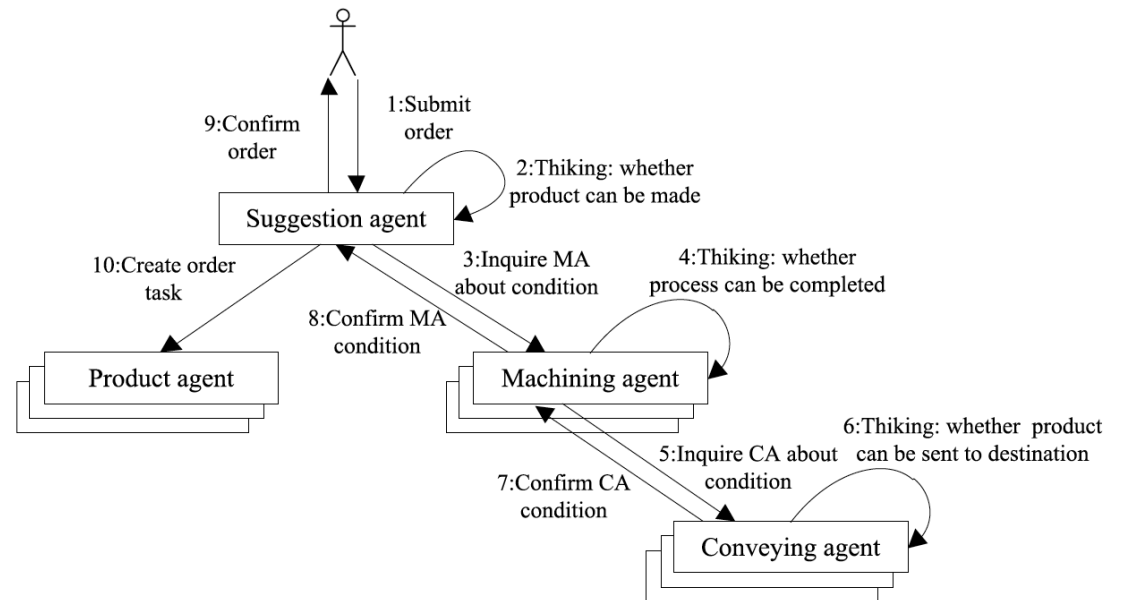 1:Submit
order
9:Confirm
order
2:Thiking: whether
product can be made
Suggestion agent
3:Inquire MA
about condition
4:Thiking: whether
process can be completed
10:Create order
task
8:Confirm MA
condition
Product agent
Machining agent
5:Inquire CA about
condition
6:Thiking: whether product
can be sent to destination
7:Confirm CA
condition
Conveying agent